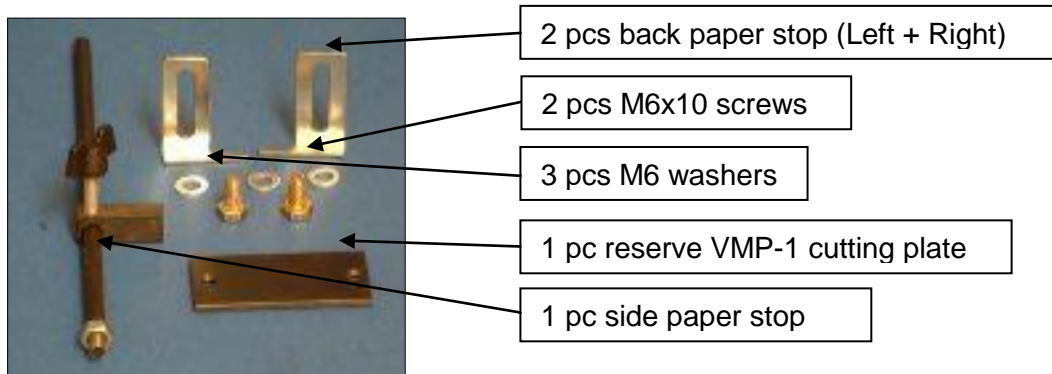 2 pcs back paper stop (Left + Right)
2 pcs M6x10 screws
3 pcs M6 washers
1 pc reserve VMP-1 cutting plate
1 pc side paper stop